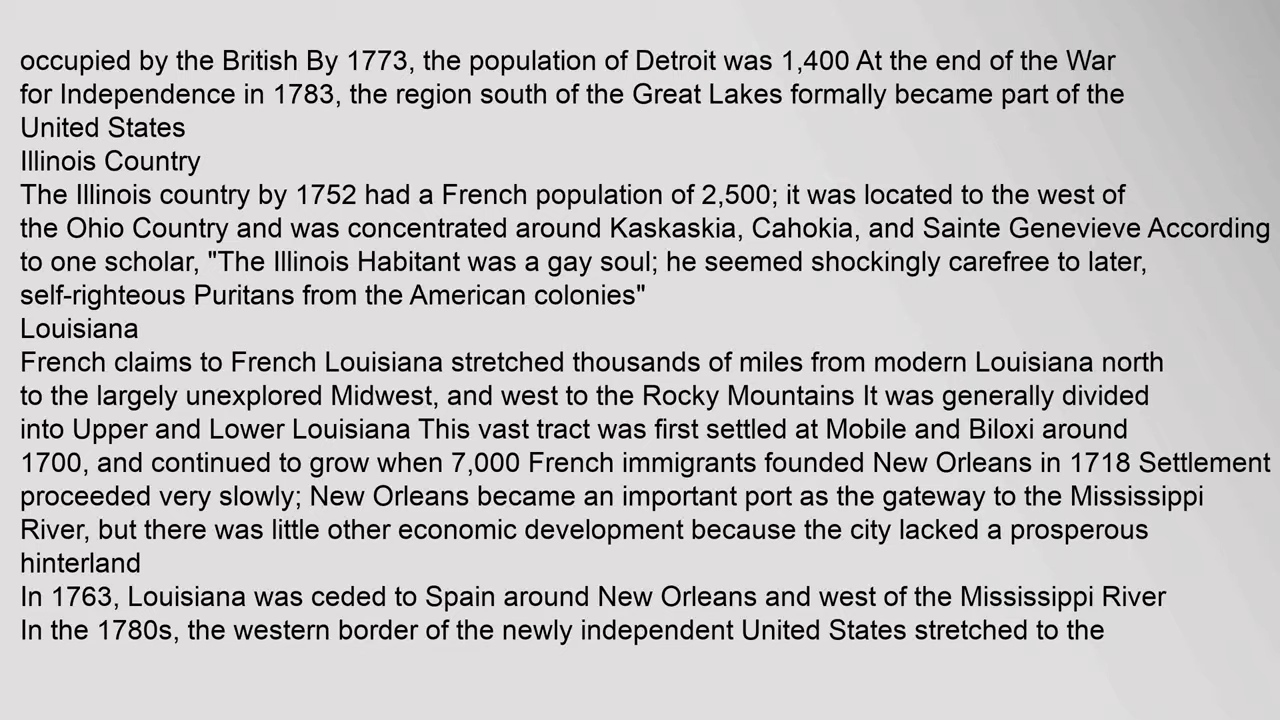 occupied by the British By 1773, the population of Detroit was 1,400 At the end of the War
for Independence in 1783, the region south of the Great Lakes formally became part of the
United States
Illinois Country
The Illinois country by 1752 had a French population of 2,500; it was located to the west of
the Ohio Country and was concentrated around Kaskaskia, Cahokia, and Sainte Genevieve According
to one scholar, "The Illinois Habitant was a gay soul; he seemed shockingly carefree to later,
self-righteous Puritans from the American colonies"
Louisiana
French claims to French Louisiana stretched thousands of miles from modern Louisiana north
to the largely unexplored Midwest, and west to the Rocky Mountains It was generally divided
into Upper and Lower Louisiana This vast tract was first settled at Mobile and Biloxi around
1700, and continued to grow when 7,000 French immigrants founded New Orleans in 1718 Settlement
proceeded very slowly; New Orleans became an important port as the gateway to the Mississippi
River, but there was little other economic development because the city lacked a prosperous
hinterland
In 1763, Louisiana was ceded to Spain around New Orleans and west of the Mississippi River
In the 1780s, the western border of the newly independent United States stretched to the